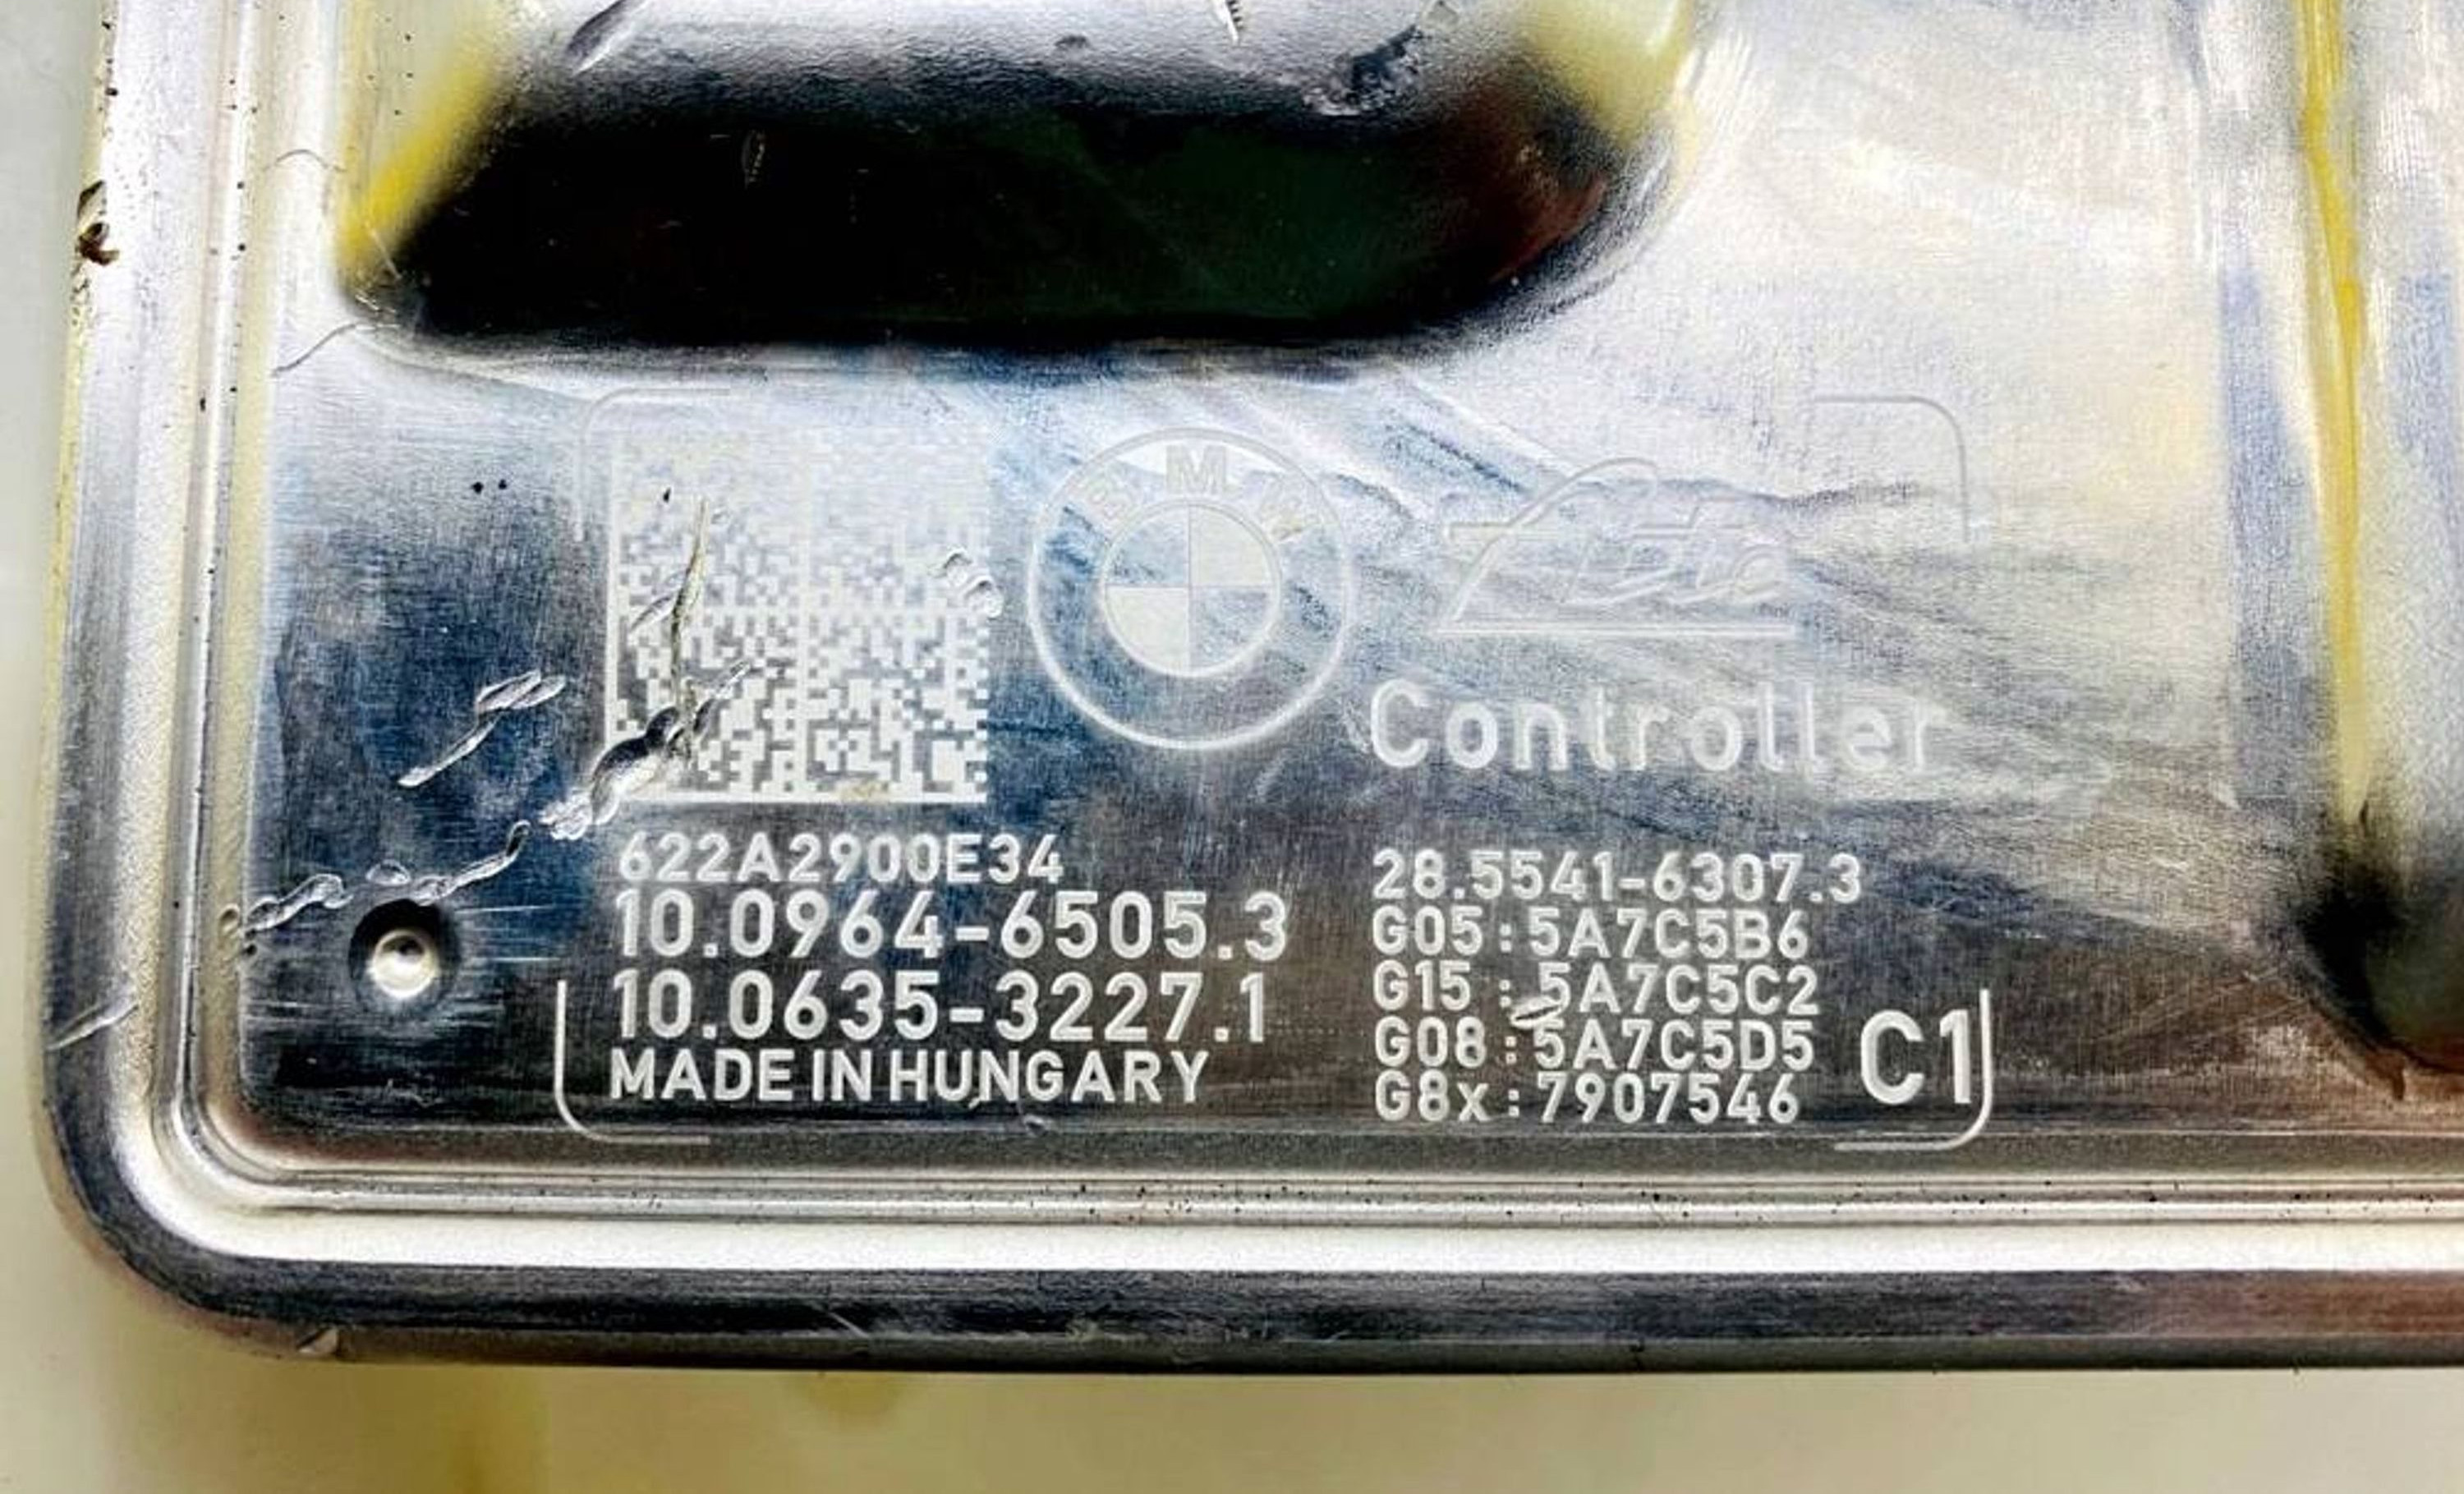 BMW
Ate
Controller
622A2900E34
10.0964-6505.3
10.0635-3227.1
MADE IN HUNGARY
28.5541-6307.3
G05:5A7C5B6
G15:5A7C5C2
G08:5A7C5D5
G8x:7907546
C1